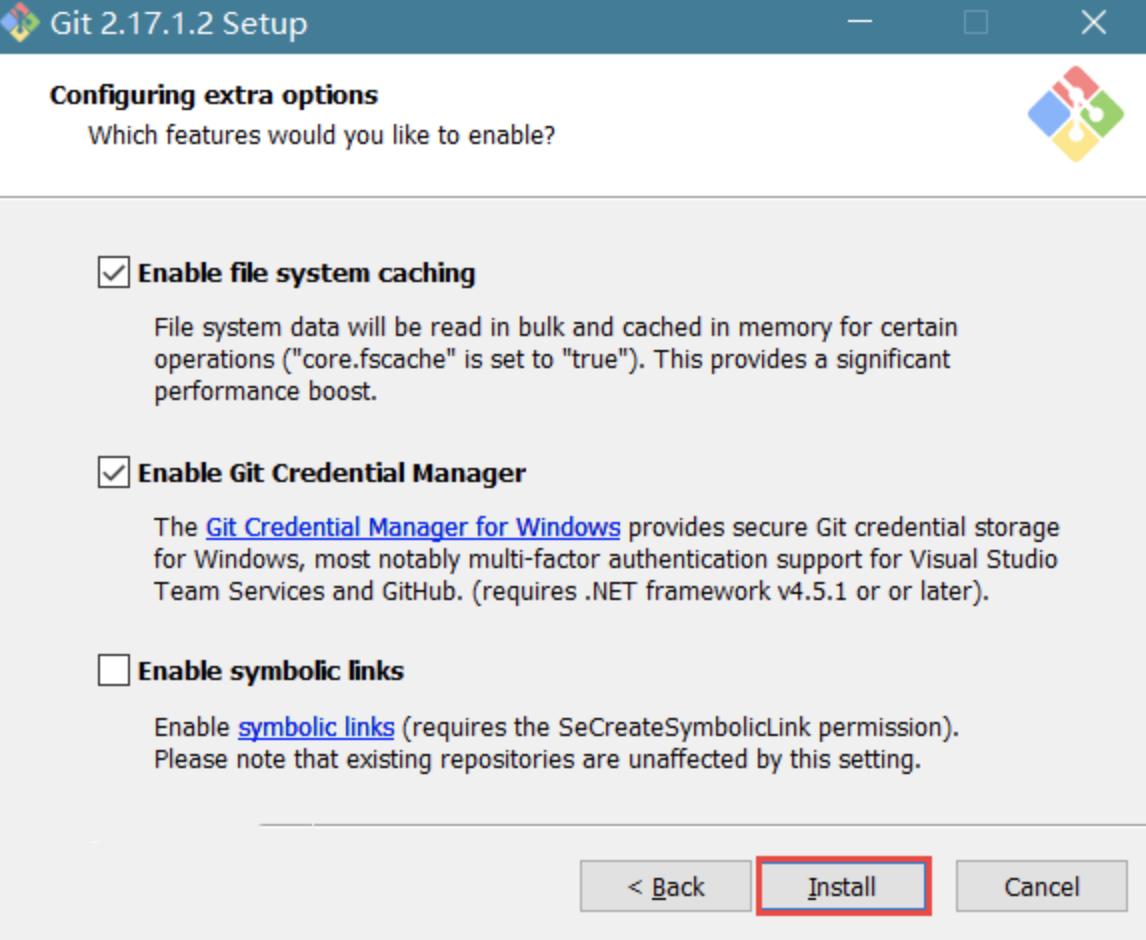 Git 2.17.1.2 Setup
Configuring extra options
Which features would you like to enable?
Enable file system caching
File system data will be read in bulk and cached in memory for certain
operations ("core.fscache" is set to "true"). This provides a significant
performance boost.
Enable Git Credential Manager
The Git Credential Manager for Windows provides secure Git credential storage
for Windows, most notably multi-factor authentication support for Visual Studio
Team Services and GitHub. (requires .NET framework v4.5.1 or or later).
Enable symbolic links
Enable symbolic links (requires the SeCreateSymbolicLink permission).
Please note that existing repositories are unaffected by this setting.
< Back Install Cancel